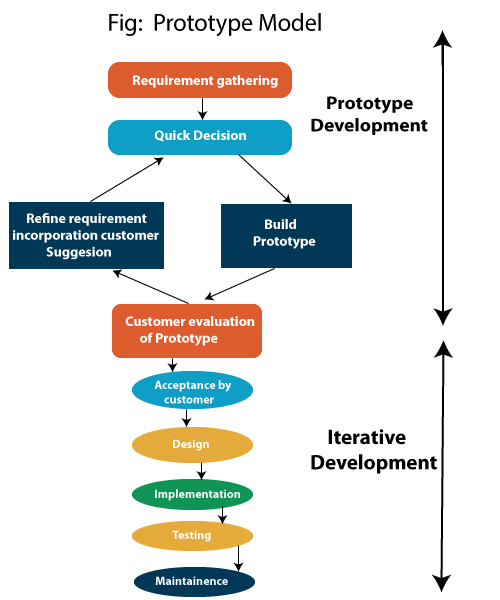 Fig:  Prototype Model
Requirement gathering
Prototype
Development
Quick Decision
Refine requirement
incorporation customer
Suggesion
Build
Prototype
Customer evaluation
of Prototype
Acceptance by
customer
Iterative
Development
Design
Implementation
Testing
Maintainence